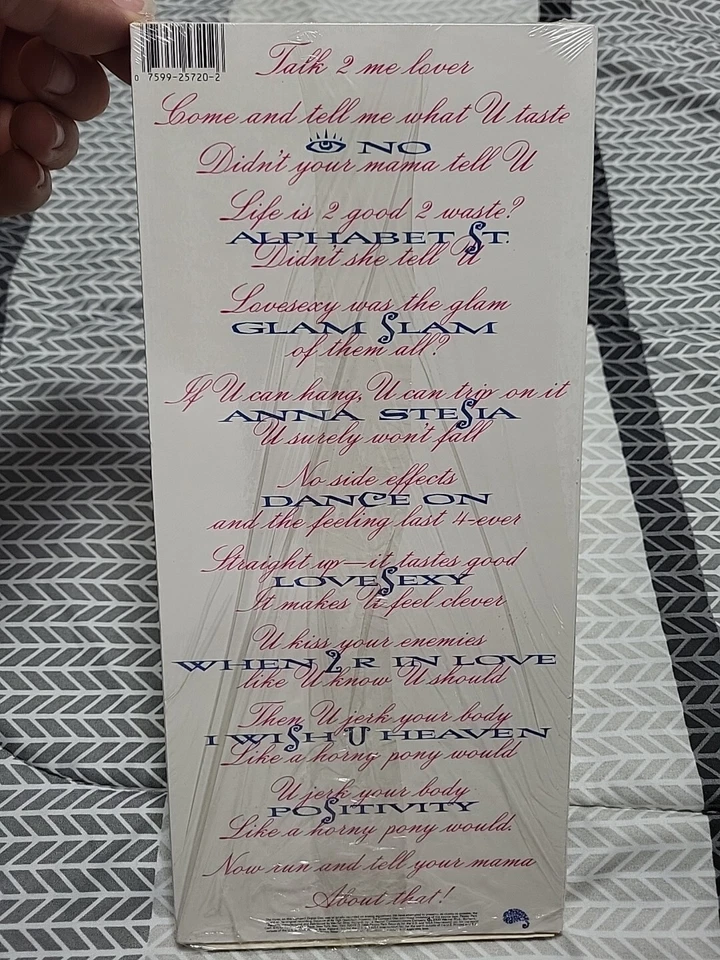 0 7599-25720-2
Talk 2 me lover
Come and tell me what U taste
NO
Didn't your mama tell U
Life is 2 good 2 waste?
ALPHABET ST.
Didn't she tell U
Lovesexy was the glam
GLAM SLAM
of them all?
If U can hang, U can trip on it
ANNA STESIA
U surely won't fall
No side effects
DANCE ON
and the feeling last 4-ever
Straight up—it tastes good
LOVESEXY
It makes U feel clever
U kiss your enemies
WHEN 2 R IN LOVE
like U know U should
Then U jerk your body
I WISH U HEAVEN
Like a horny pony would
U jerk your body
POSITIVITY
Like a horny pony would.
Now run and tell your mama
About that!